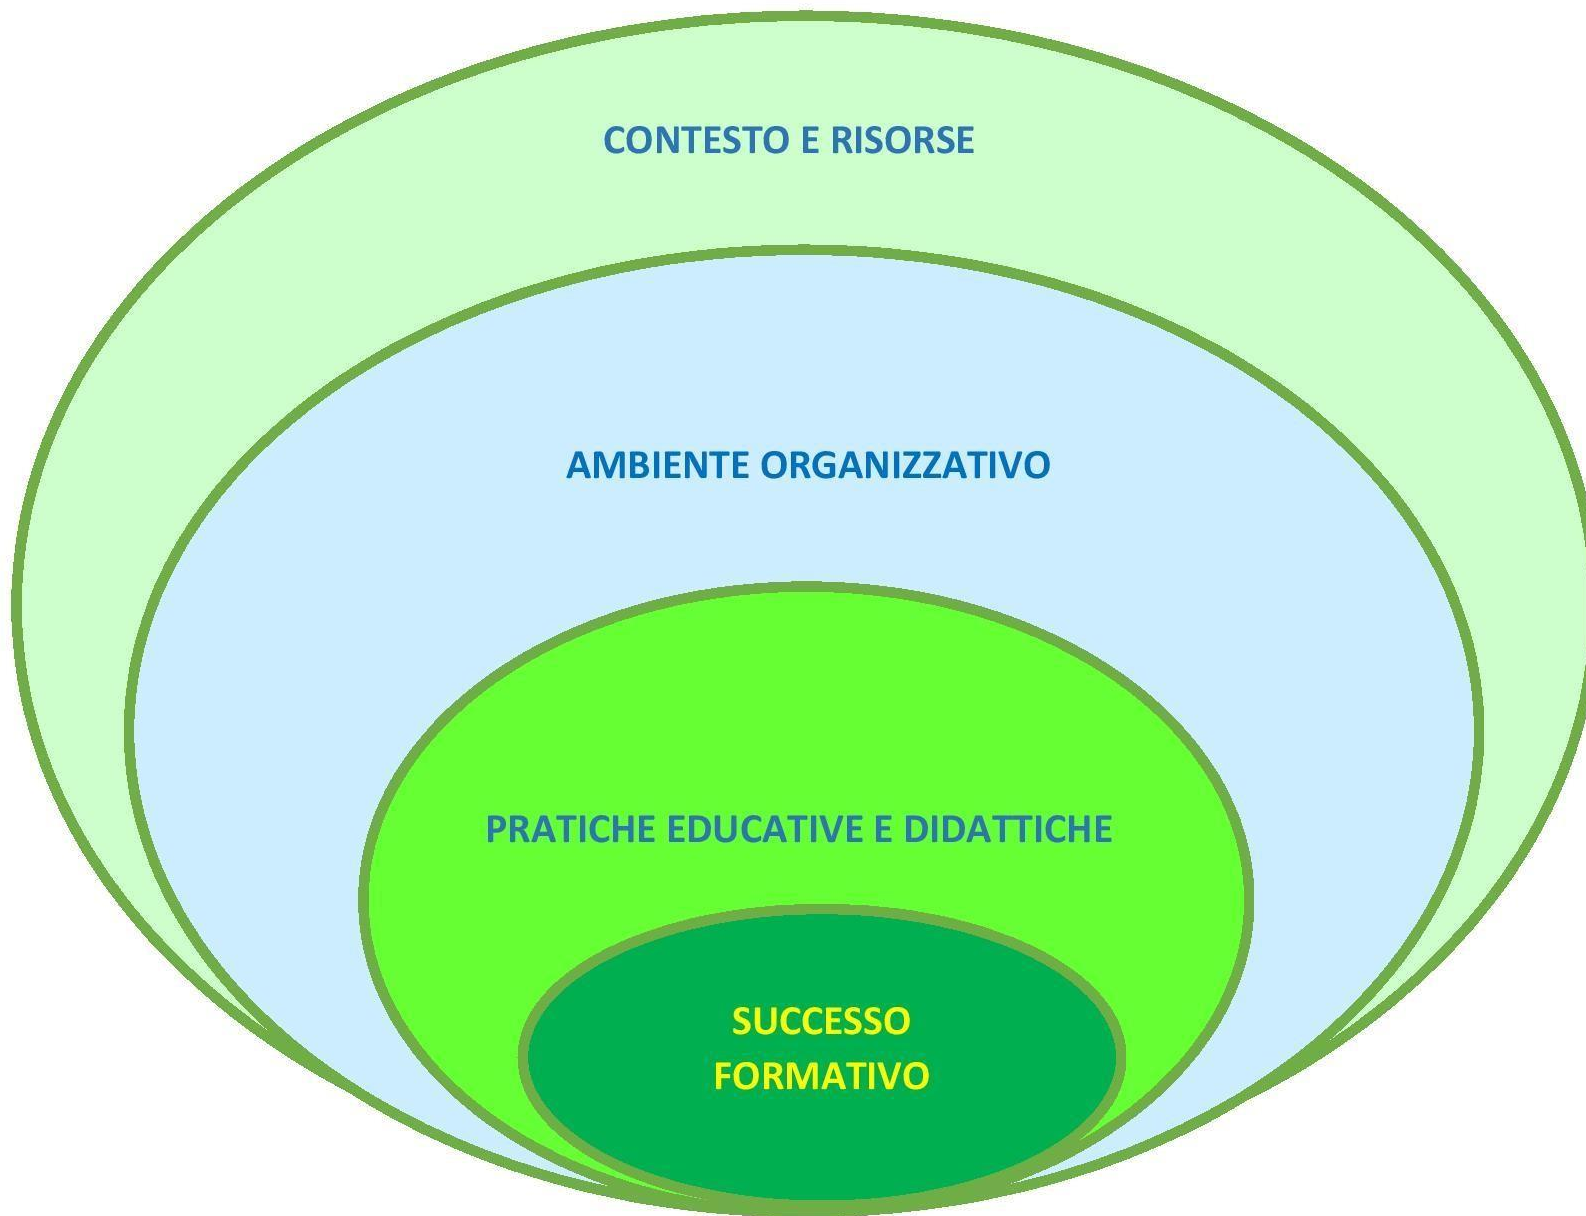 CONTESTO E RISORSE
AMBIENTE ORGANIZZATIVO
PRATICHE EDUCATIVE E DIDATTICHE
SUCCESSO
FORMATIVO